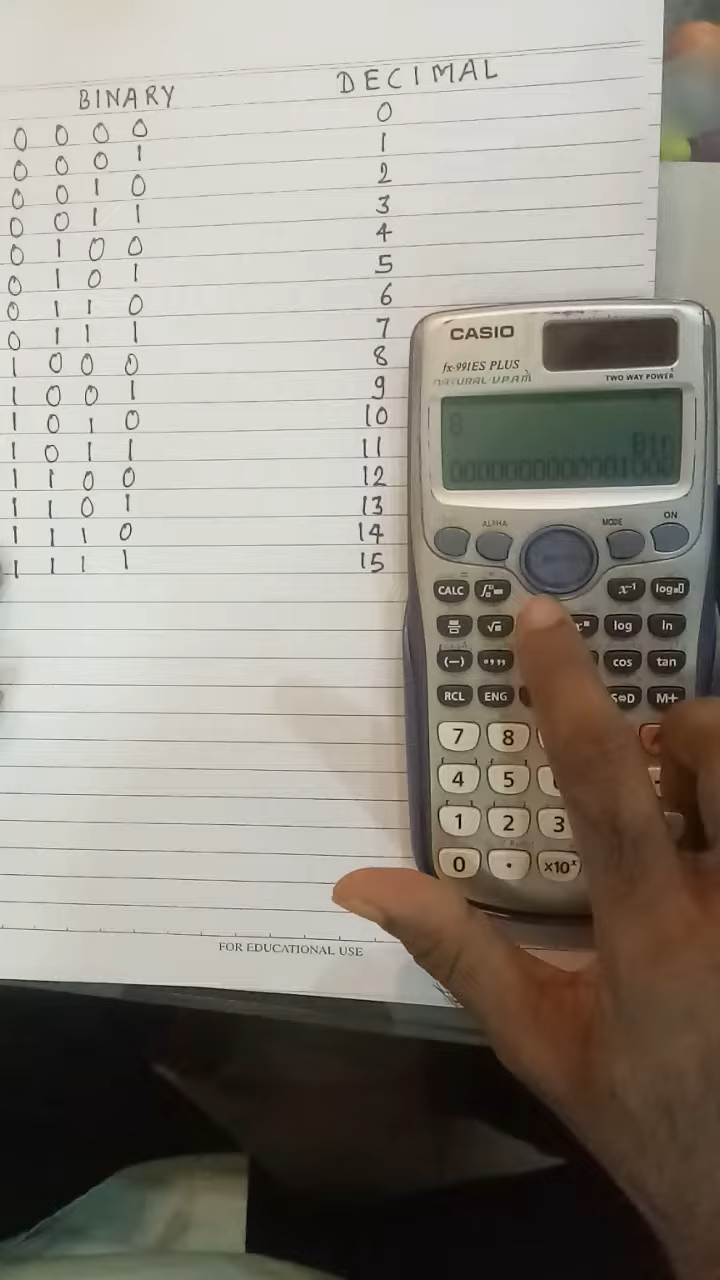 BINARY DECIMAL
0 0 0 0 0
0 0 0 1 1
0 0 1 0 2
0 0 1 1 3
0 1 0 0 4
0 1 0 1 5
0 1 1 0 6
0 1 1 1 7
1 0 0 0 8
1 0 0 1 9
1 0 1 0 10
1 0 1 1 11
1 1 0 0 12
1 1 0 1 13
1 1 1 0 14
1 1 1 1 15
CASIO
fx-991ES PLUS
NATURAL-V.P.A.M. TWO WAY POWER
8
Bin
0000000000001000
ALPHA MODE ON
CALC x⁻¹ log
log ln
(−) cos tan
RCL ENG S⇔D M+
7 8
4 5
1 2 3
0 • ×10ˣ
FOR EDUCATIONAL USE